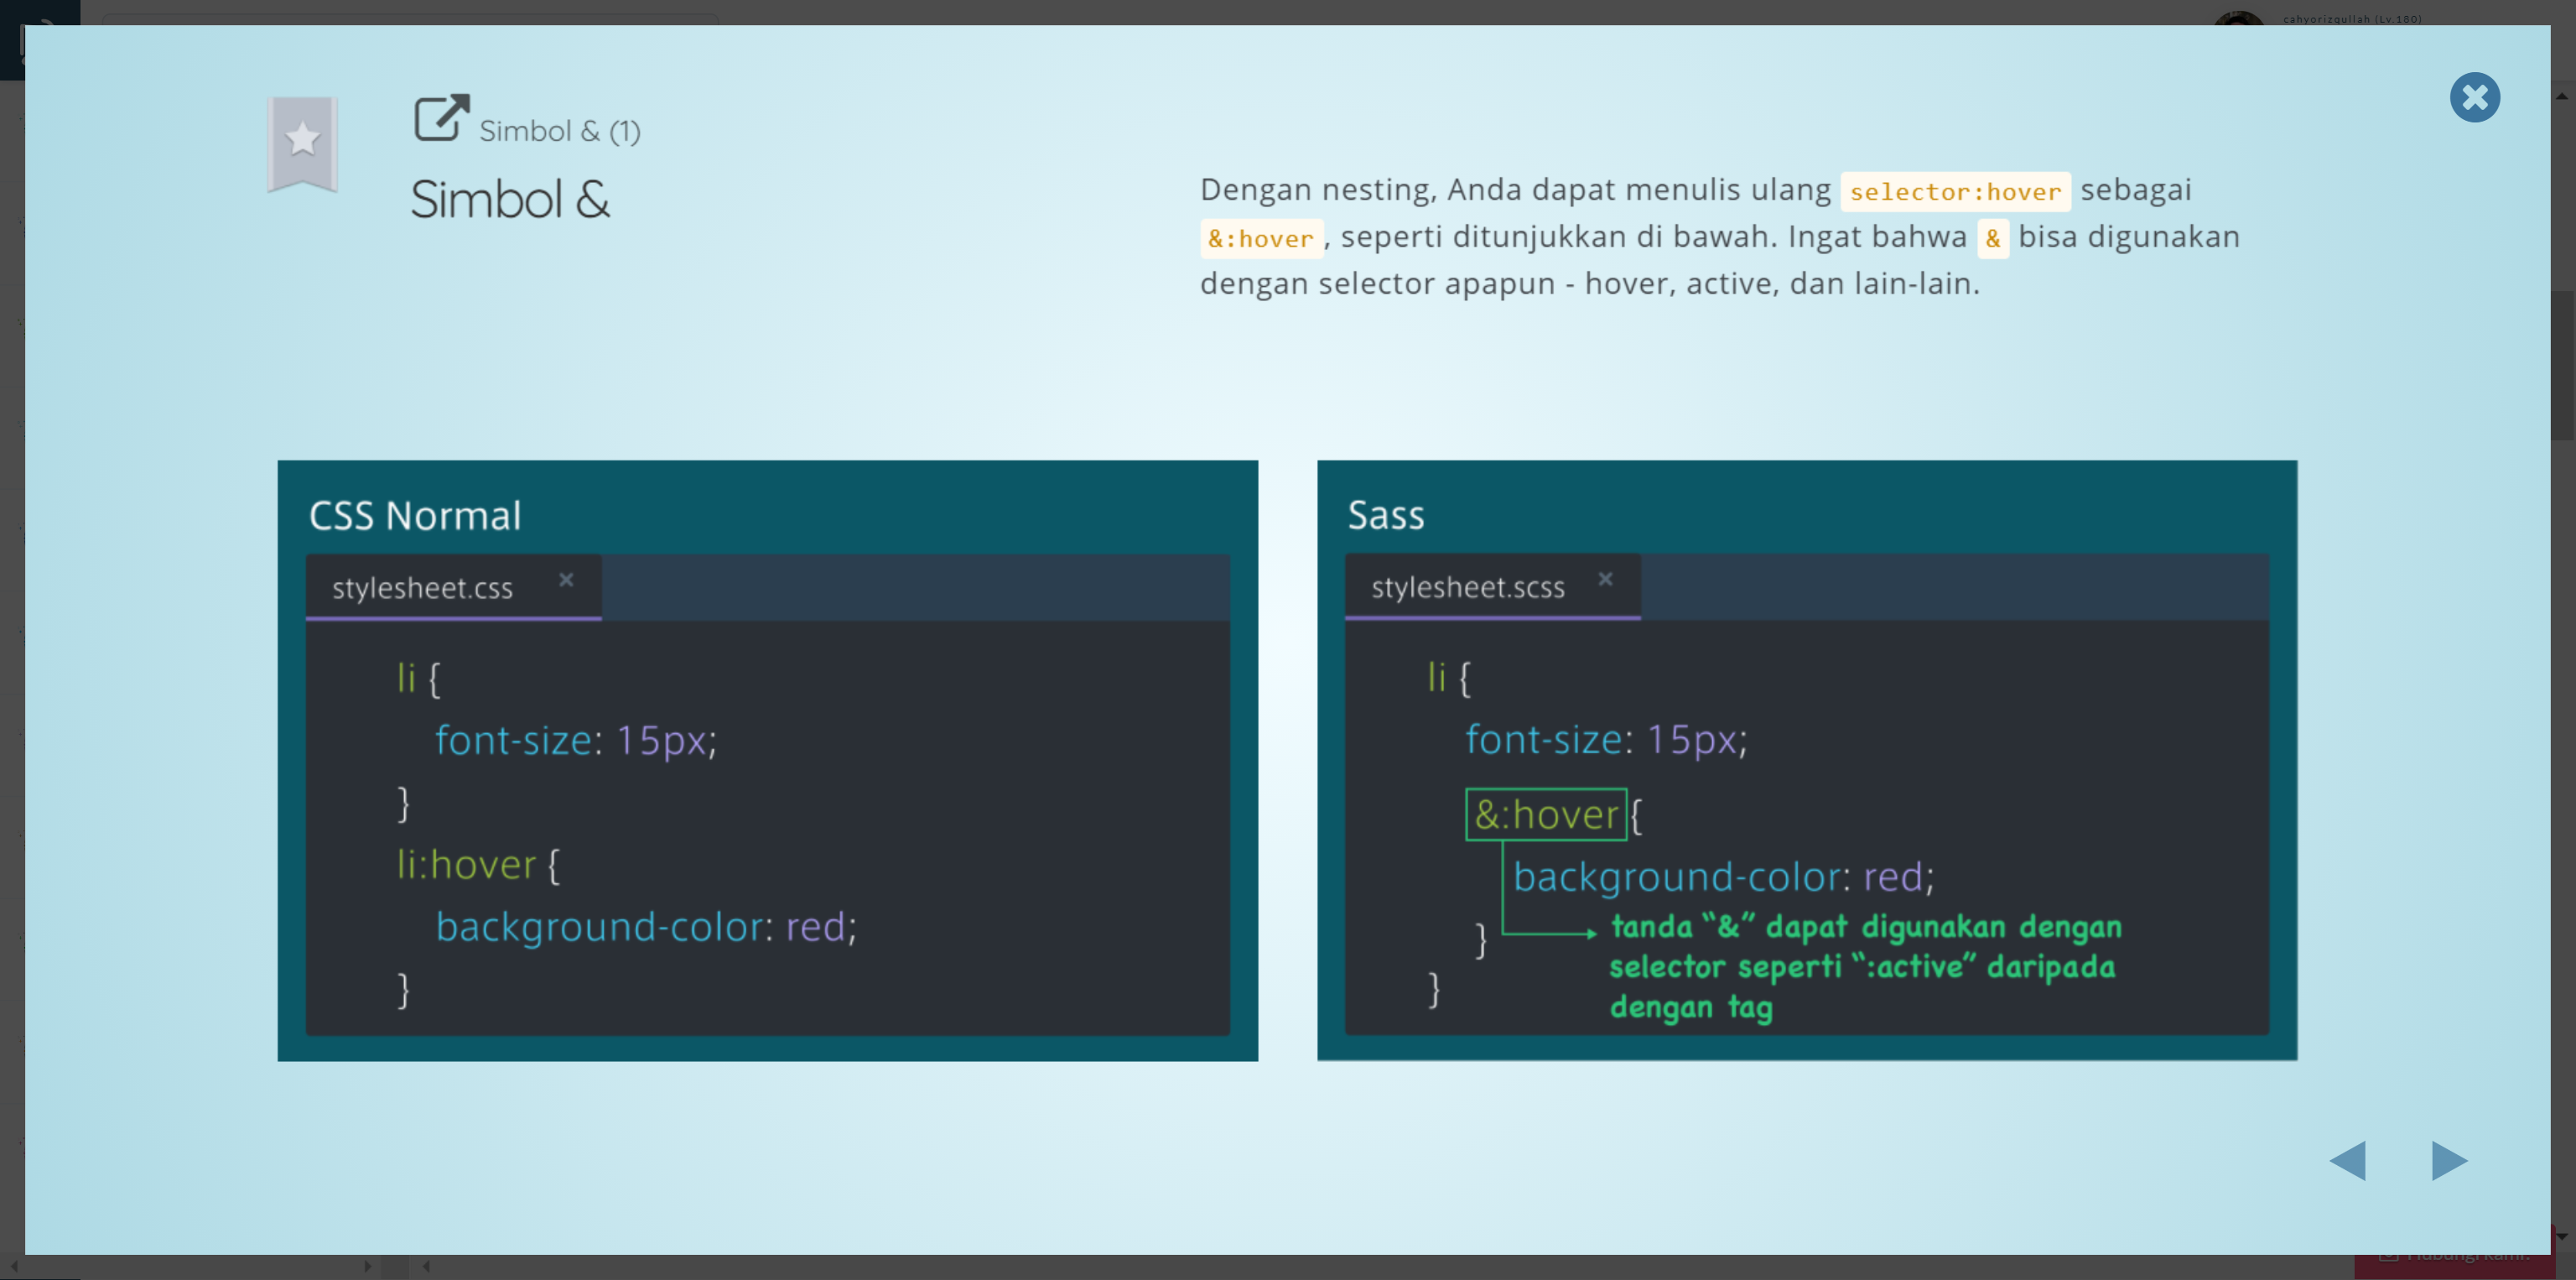 cahyorizqullah (Lv.180)
Simbol & (1)
Simbol &
Dengan nesting, Anda dapat menulis ulang selector:hover sebagai
&:hover, seperti ditunjukkan di bawah. Ingat bahwa & bisa digunakan
dengan selector apapun - hover, active, dan lain-lain.
CSS Normal
stylesheet.css ×
li {
font-size: 15px;
}
li:hover {
background-color: red;
}
Sass
stylesheet.scss ×
li {
font-size: 15px;
&:hover {
background-color: red;
}
}
tanda “&” dapat digunakan dengan
selector seperti “:active” daripada
dengan tag